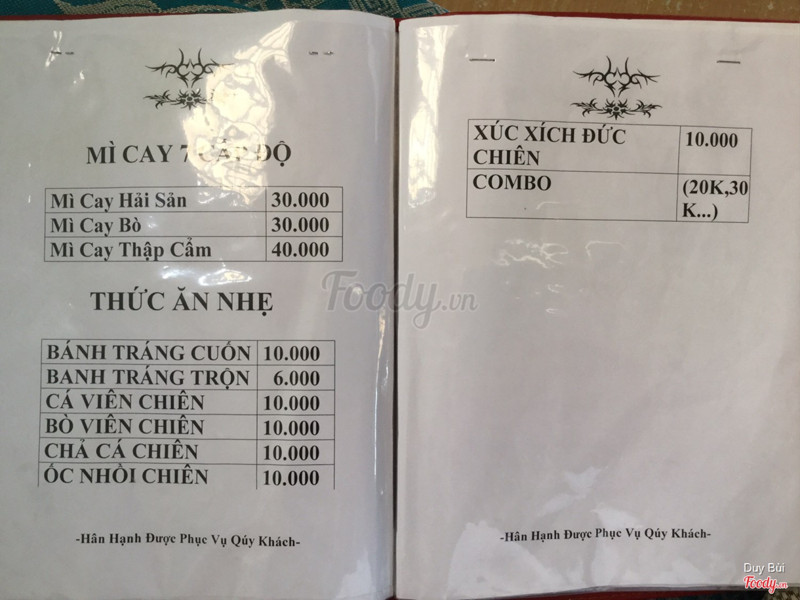 MÌ CAY 7 CẤP ĐỘ
Mì Cay Hải Sản 30.000
Mì Cay Bò 30.000
Mì Cay Thập Cẩm 40.000
THỨC ĂN NHẸ
BÁNH TRÁNG CUỐN 10.000
BANH TRÁNG TRỘN 6.000
CÁ VIÊN CHIÊN 10.000
BÒ VIÊN CHIÊN 10.000
CHẢ CÁ CHIÊN 10.000
ỐC NHỒI CHIÊN 10.000
-Hân Hạnh Được Phục Vụ Qúy Khách-
XÚC XÍCH ĐỨC 10.000
CHIÊN
COMBO (20K,30
K...)
-Hân Hạnh Được Phục Vụ Qúy Khách-
Foody.vn
Duy Bùi
Foody.vn